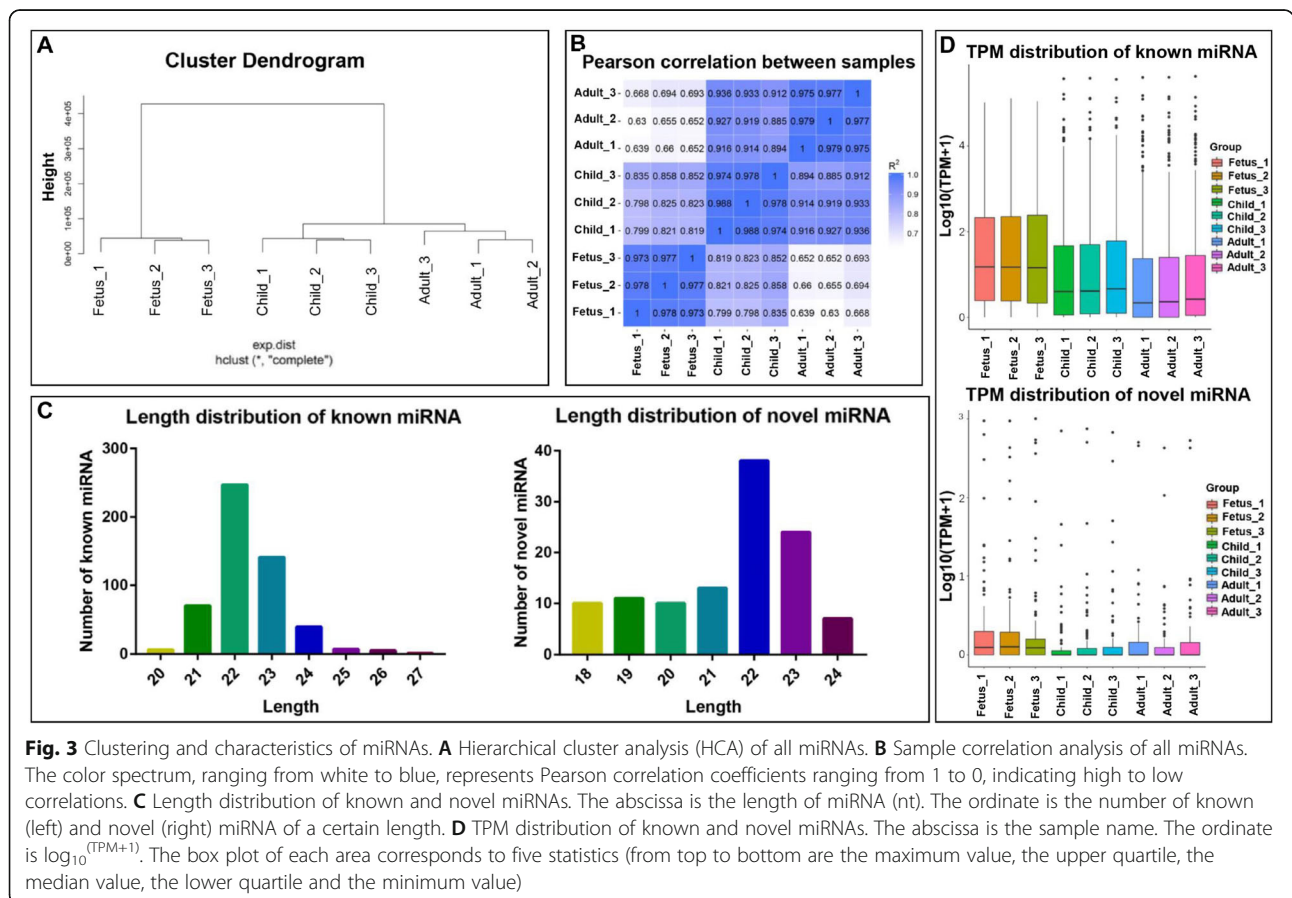 A
Cluster Dendrogram
Height
0e+00 1e+05 2e+05 3e+05 4e+05
Fetus_1 Fetus_2 Fetus_3 Child_1 Child_2 Child_3 Adult_3 Adult_1 Adult_2
exp.dist
hclust (*, "complete")
B
Pearson correlation between samples
Adult_3 0.668 0.694 0.693 0.936 0.933 0.912 0.975 0.977 1
Adult_2 0.63 0.655 0.652 0.927 0.919 0.885 0.979 1 0.977
Adult_1 0.639 0.66 0.652 0.916 0.914 0.894 1 0.979 0.975
Child_3 0.835 0.858 0.852 0.974 0.978 1 0.894 0.885 0.912
Child_2 0.798 0.825 0.823 0.988 1 0.978 0.914 0.919 0.933
Child_1 0.799 0.821 0.819 1 0.988 0.974 0.916 0.927 0.936
Fetus_3 0.973 0.977 1 0.819 0.823 0.852 0.652 0.652 0.693
Fetus_2 0.978 1 0.977 0.821 0.825 0.858 0.66 0.655 0.694
Fetus_1 1 0.978 0.973 0.799 0.798 0.835 0.639 0.63 0.668
Fetus_1 Fetus_2 Fetus_3 Child_1 Child_2 Child_3 Adult_1 Adult_2 Adult_3
R²
1.0
0.9
0.8
0.7
C
Length distribution of known miRNA
Number of known miRNA
300
200
100
0
20 21 22 23 24 25 26 27
Length
Length distribution of novel miRNA
Number of novel miRNA
40
30
20
10
0
18 19 20 21 22 23 24
Length
D
TPM distribution of known miRNA
Log10(TPM+1)
4
2
0
Fetus_1 Fetus_2 Fetus_3 Child_1 Child_2 Child_3 Adult_1 Adult_2 Adult_3
Group
Fetus_1
Fetus_2
Fetus_3
Child_1
Child_2
Child_3
Adult_1
Adult_2
Adult_3
TPM distribution of novel miRNA
Log10(TPM+1)
3
2
1
0
Fetus_1 Fetus_2 Fetus_3 Child_1 Child_2 Child_3 Adult_1 Adult_2 Adult_3
Group
Fetus_1
Fetus_2
Fetus_3
Child_1
Child_2
Child_3
Adult_1
Adult_2
Adult_3
Fig. 3 Clustering and characteristics of miRNAs. A Hierarchical cluster analysis (HCA) of all miRNAs. B Sample correlation analysis of all miRNAs.
The color spectrum, ranging from white to blue, represents Pearson correlation coefficients ranging from 1 to 0, indicating high to low
correlations. C Length distribution of known and novel miRNAs. The abscissa is the length of miRNA (nt). The ordinate is the number of known
(left) and novel (right) miRNA of a certain length. D TPM distribution of known and novel miRNAs. The abscissa is the sample name. The ordinate
is log₁₀⁽ᵀᴾᴹ⁺¹⁾. The box plot of each area corresponds to five statistics (from top to bottom are the maximum value, the upper quartile, the
median value, the lower quartile and the minimum value)